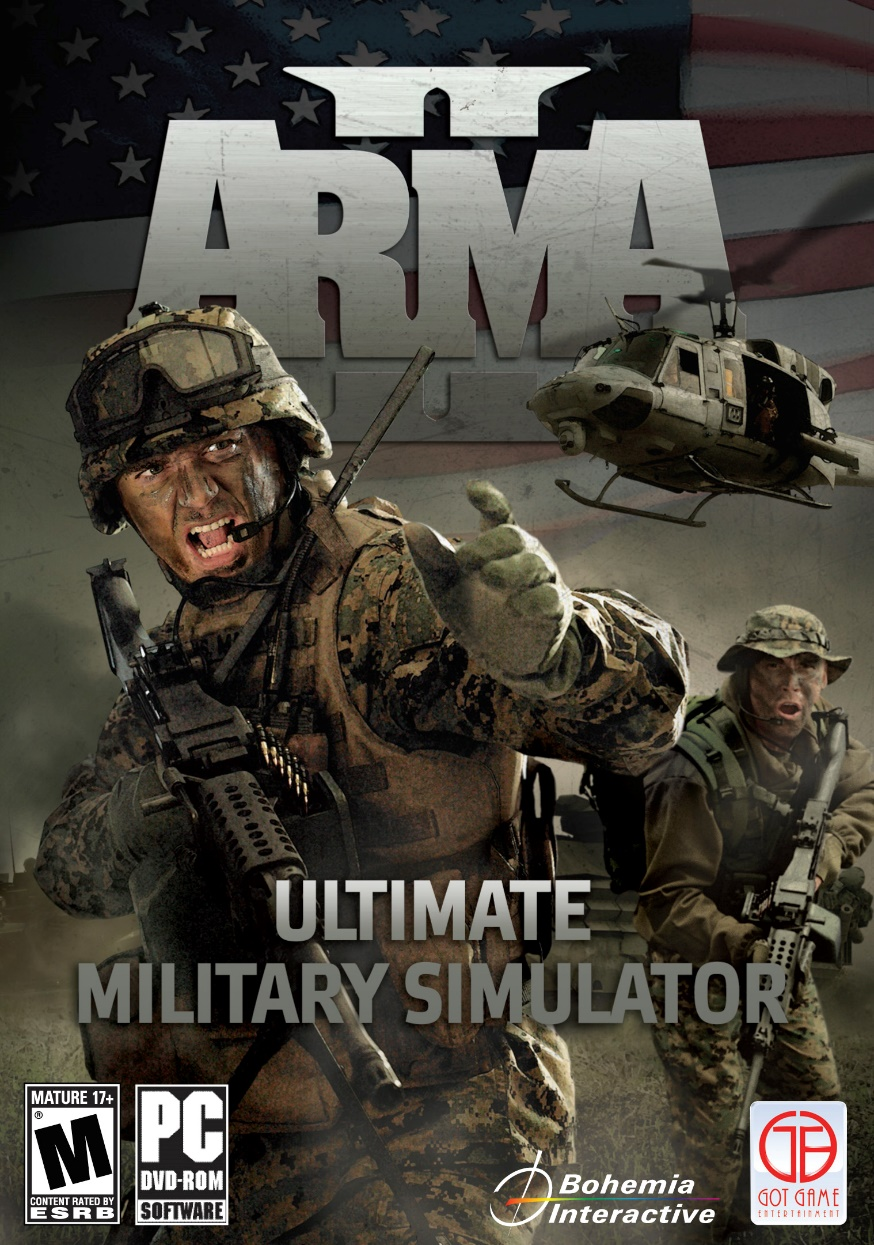 II
ARMA
ULTIMATE
MILITARY SIMULATOR
MATURE 17+
M
®
CONTENT RATED BY
ESRB
PC
DVD-ROM
SOFTWARE
Bohemia
Interactive
GOT GAME
ENTERTAINMENT